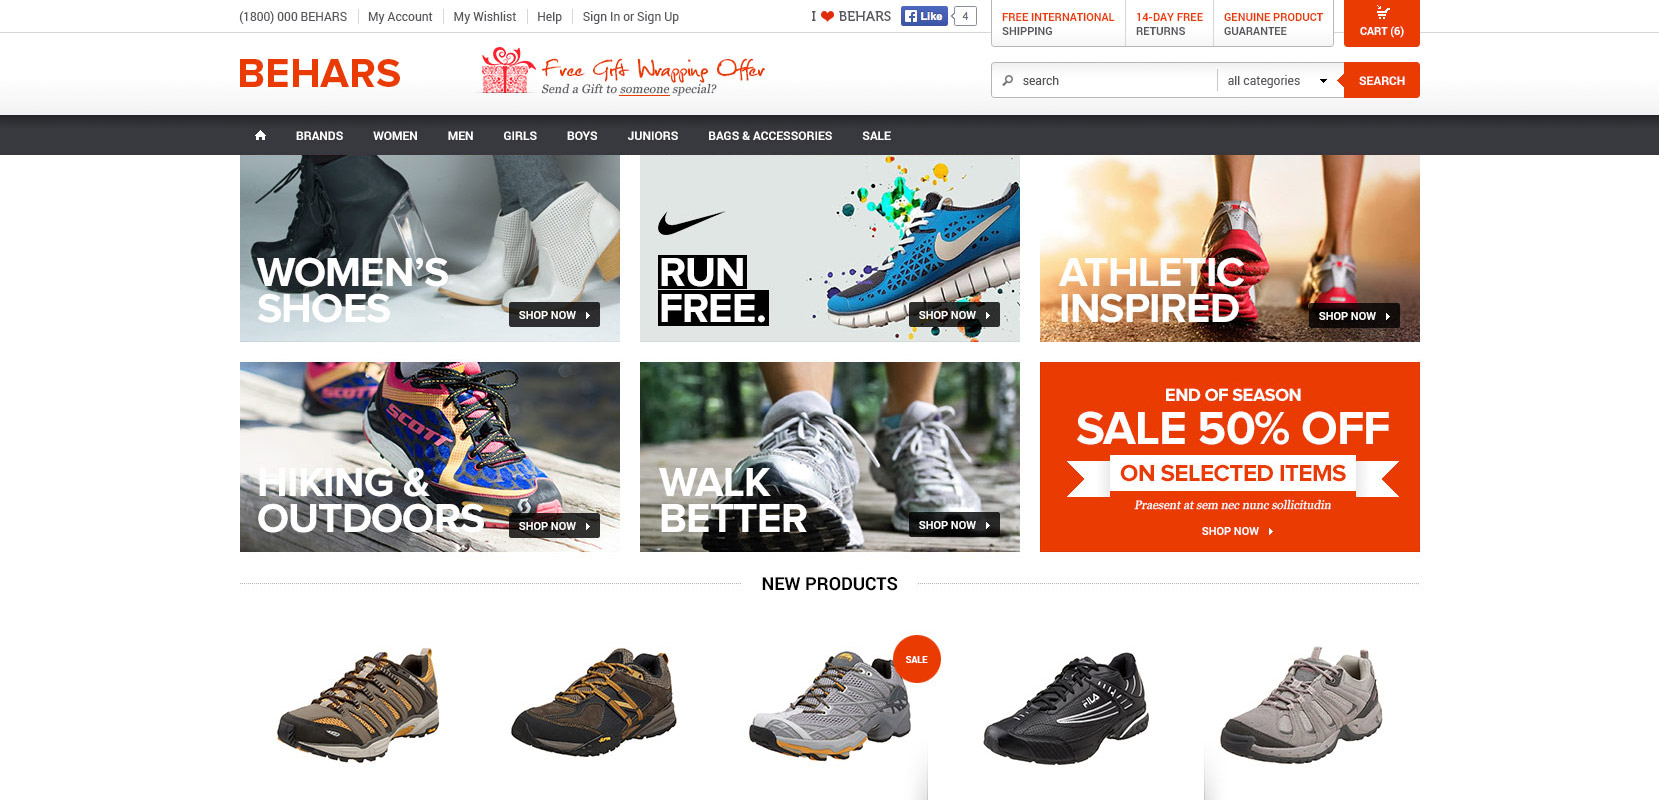 (1800) 000 BEHARS
My Account
My Wishlist
Help
Sign In or Sign Up
I BEHARS
Like
4
FREE INTERNATIONAL
SHIPPING
14-DAY FREE
RETURNS
GENUINE PRODUCT
GUARANTEE
CART (6)
BEHARS
Free Gift Wrapping Offer
Send a Gift to someone special?
search
all categories
SEARCH
BRANDS
WOMEN
MEN
GIRLS
BOYS
JUNIORS
BAGS & ACCESSORIES
SALE
WOMEN'S
SHOES
SHOP NOW
RUN
FREE.
SHOP NOW
ATHLETIC
INSPIRED
SHOP NOW
SCOTT
SCOTT
HIKING &
OUTDOORS
SHOP NOW
WALK
BETTER
SHOP NOW
END OF SEASON
SALE 50% OFF
ON SELECTED ITEMS
Praesent at sem nec nunc sollicitudin
SHOP NOW
NEW PRODUCTS
SALE
FILA